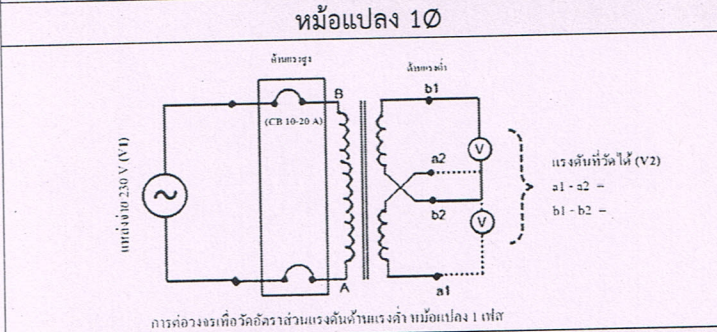 หม้อแปลง 1Ø
ด้านแรงสูง
ด้านแรงต่ำ
B
b1
(CB 10-20 A)
V
แหล่งจ่าย 230 V (V1)
a2
แรงดันที่วัดได้ (V2)
a1 - a2 =
b2
b1 - b2 =
V
A
a1
การต่อวงจรเพื่อวัดอัตราส่วนแรงดันด้านแรงต่ำ หม้อแปลง 1 เฟส